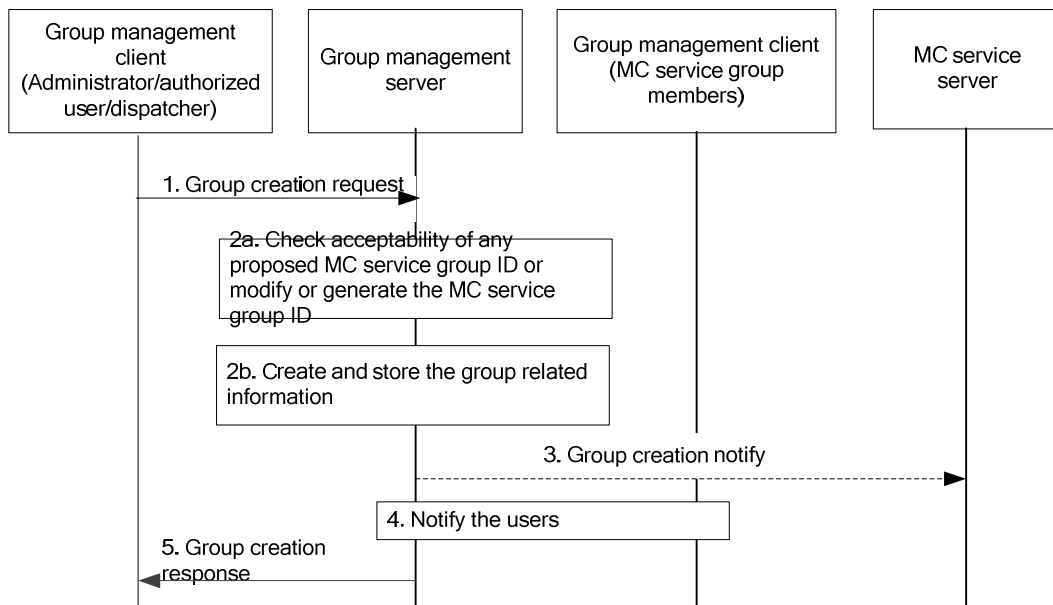 Group management
client
(Administrator/authorized
user/dispatcher)
Group management
server
Group management client
(MC service group
members)
MC service
server
1. Group creation request
2a. Check acceptability of any
proposed MC service group ID or
modify or generate the MC service
group ID
2b. Create and store the group related
information
3. Group creation notify
4. Notify the users
5. Group creation
response